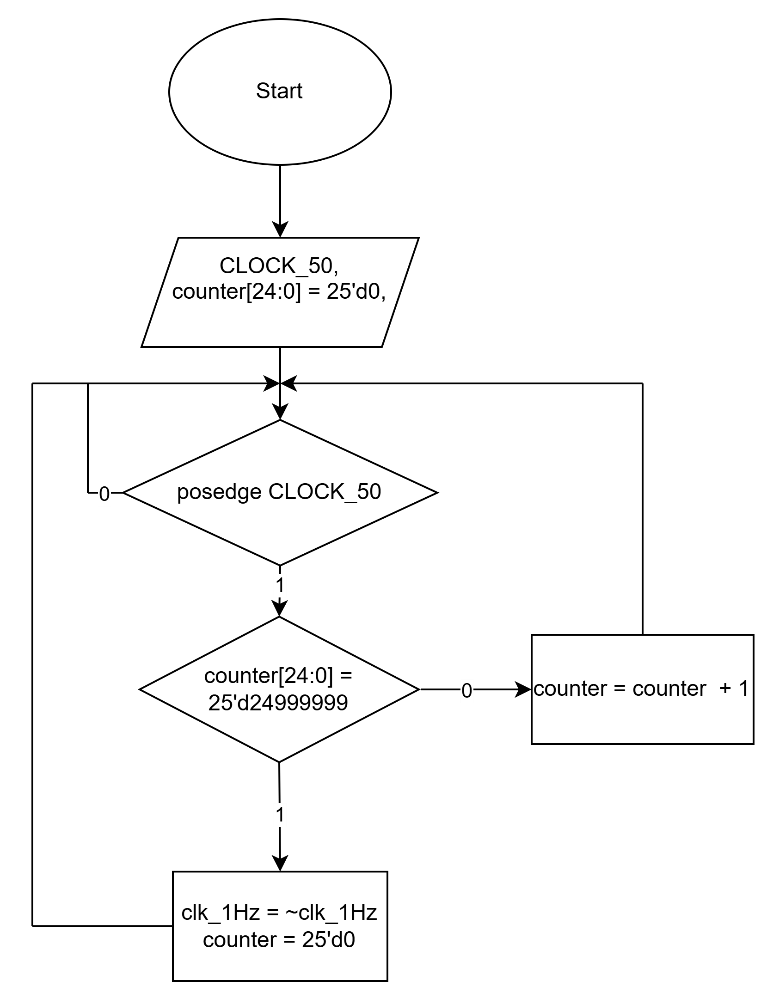 Start
CLOCK_50,
counter[24:0] = 25'd0,
posedge CLOCK_50
0
1
counter[24:0] =
25'd24999999
0
counter = counter  + 1
1
clk_1Hz = ~clk_1Hz
counter = 25'd0